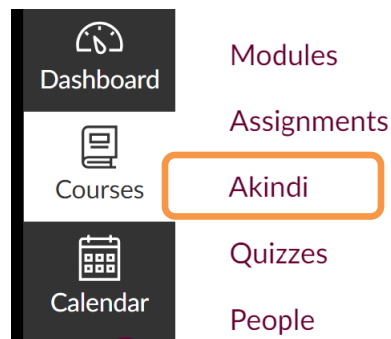 Dashboard
Courses
Calendar
Modules
Assignments
Akindi
Quizzes
People